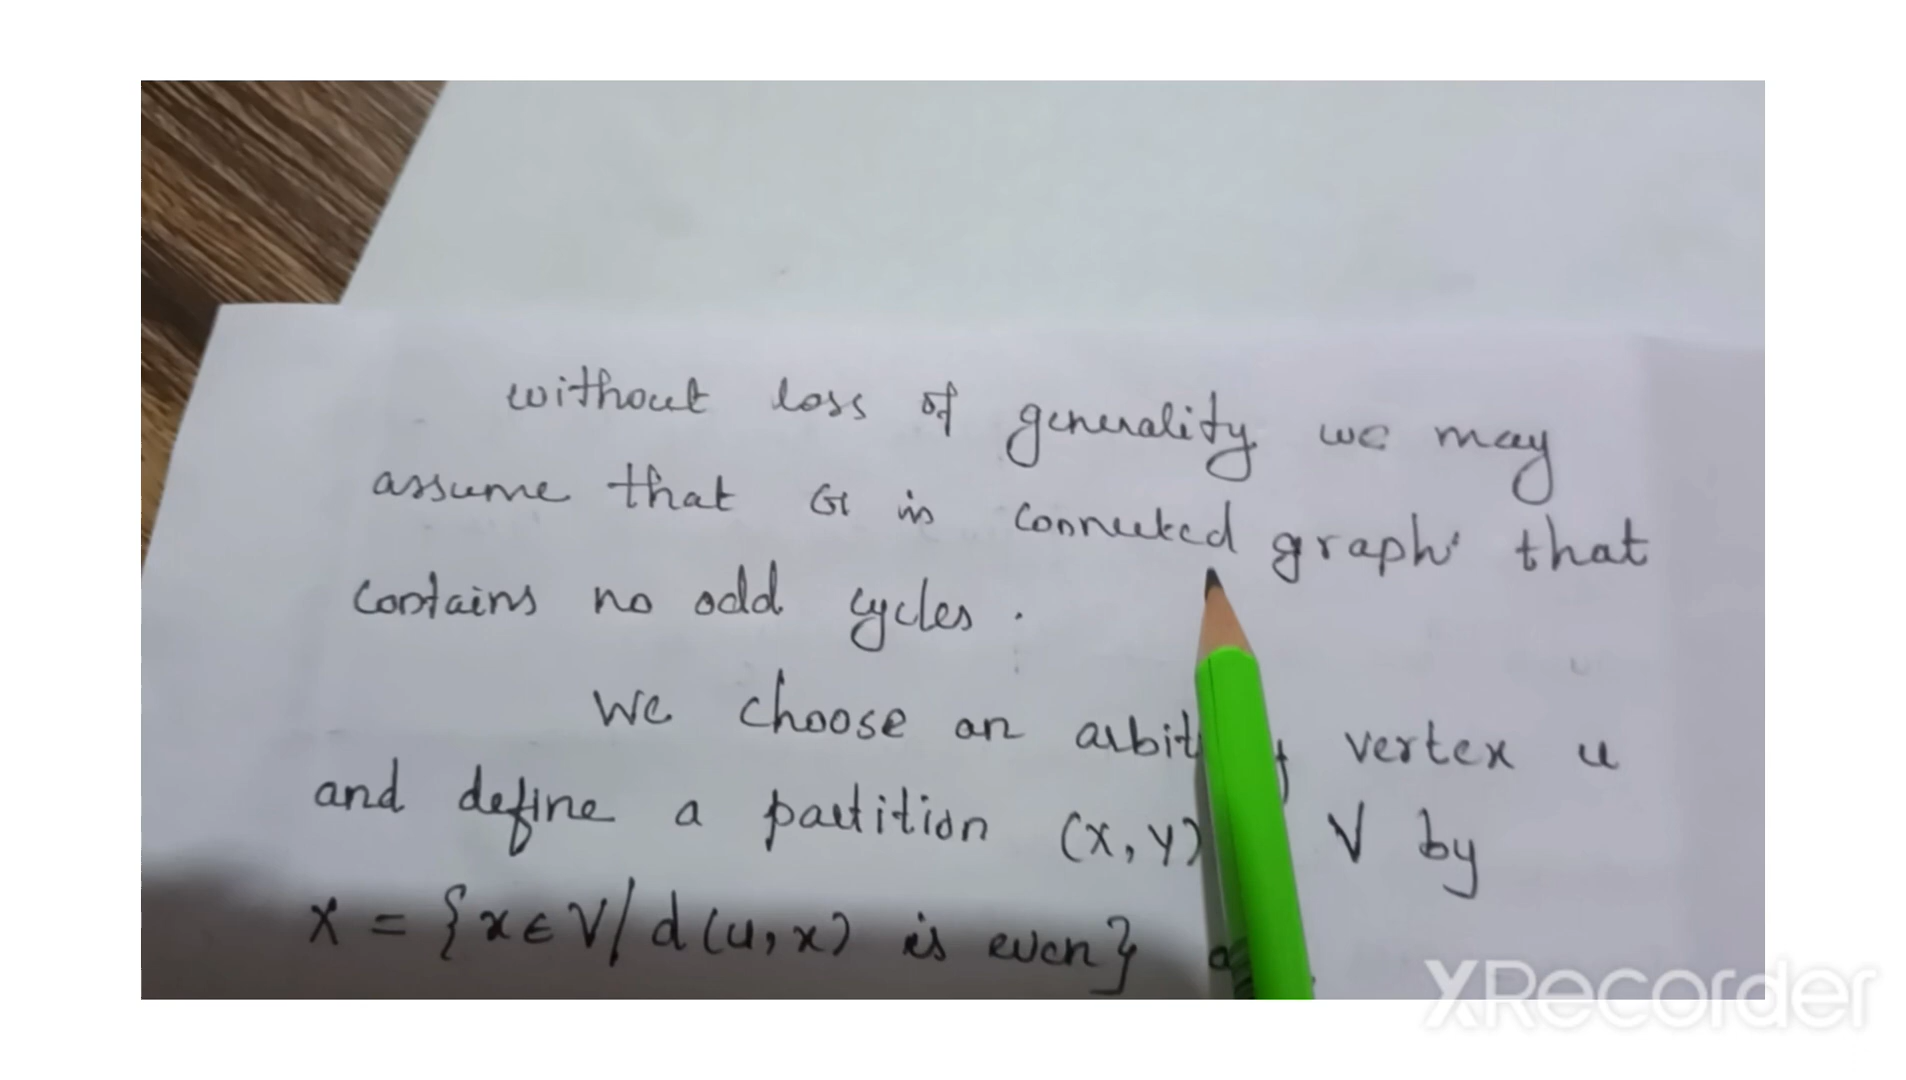 without loss of generality we may
assume that G is connected graph that
contains no odd cycles.
We choose an vertex u
and define a partition (X, Y) V by
X = {x ∈ V / d(u, x) is even}
XRecorder